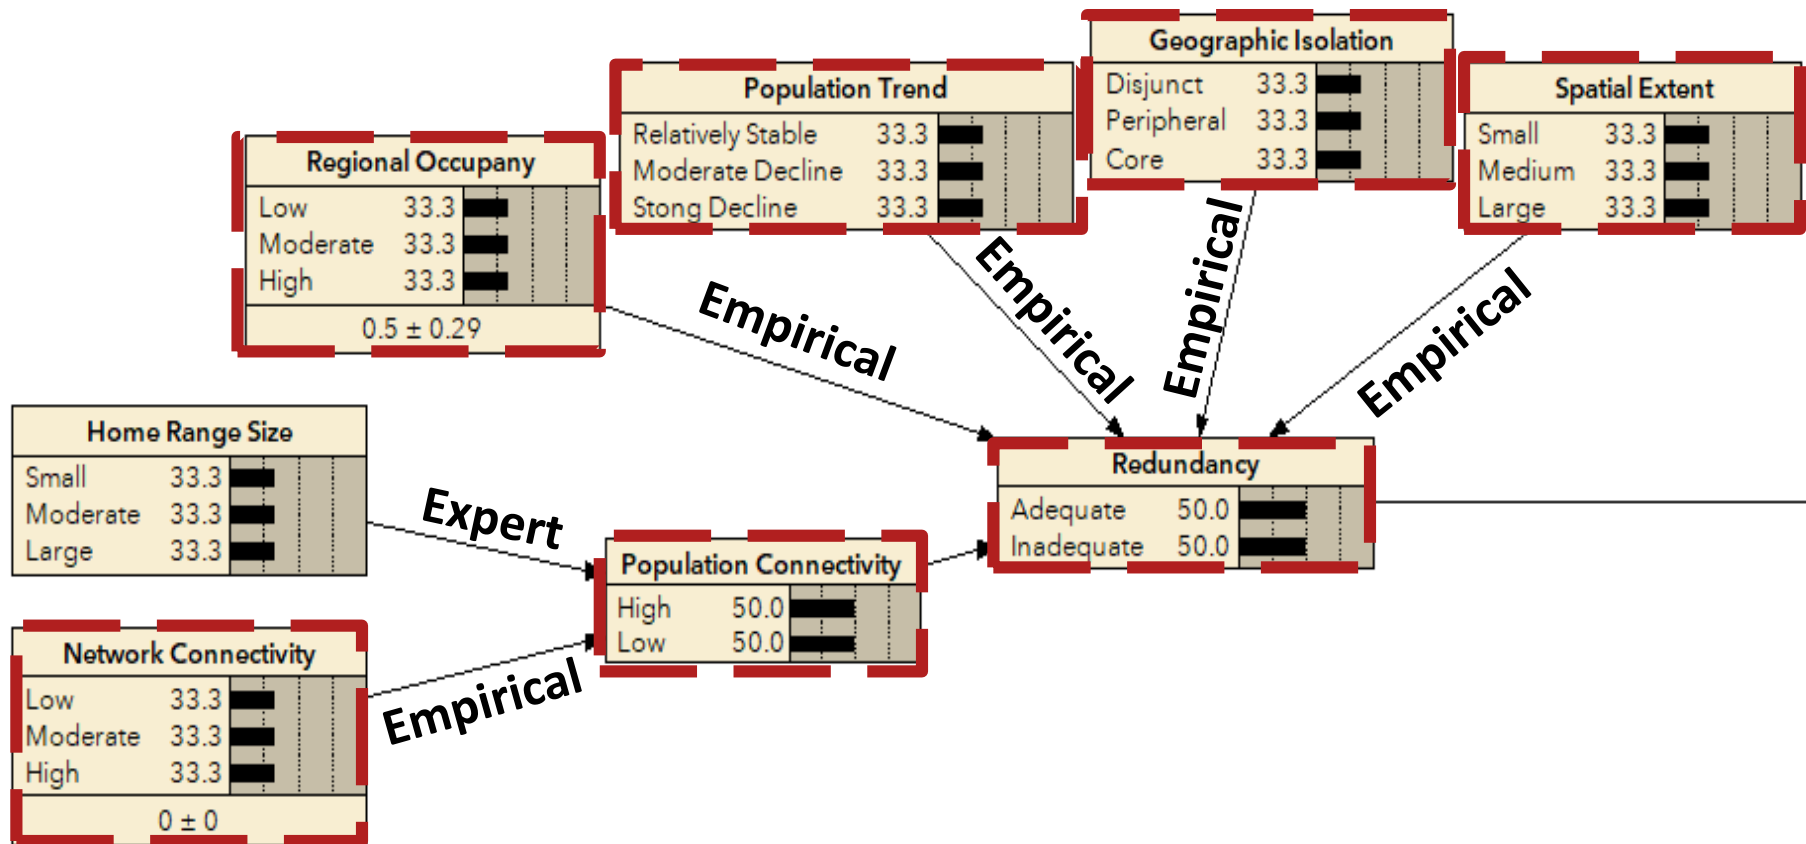 Geographic Isolation
Disjunct 33.3
Peripheral 33.3
Core 33.3
Population Trend
Relatively Stable 33.3
Moderate Decline 33.3
Stong Decline 33.3
Spatial Extent
Small 33.3
Medium 33.3
Large 33.3
Regional Occupany
Low 33.3
Moderate 33.3
High 33.3
0.5 ± 0.29
Empirical
Empirical
Empirical
Empirical
Home Range Size
Small 33.3
Moderate 33.3
Large 33.3
Expert
Redundancy
Adequate 50.0
Inadequate 50.0
Population Connectivity
High 50.0
Low 50.0
Network Connectivity
Low 33.3
Moderate 33.3
High 33.3
0 ± 0
Empirical